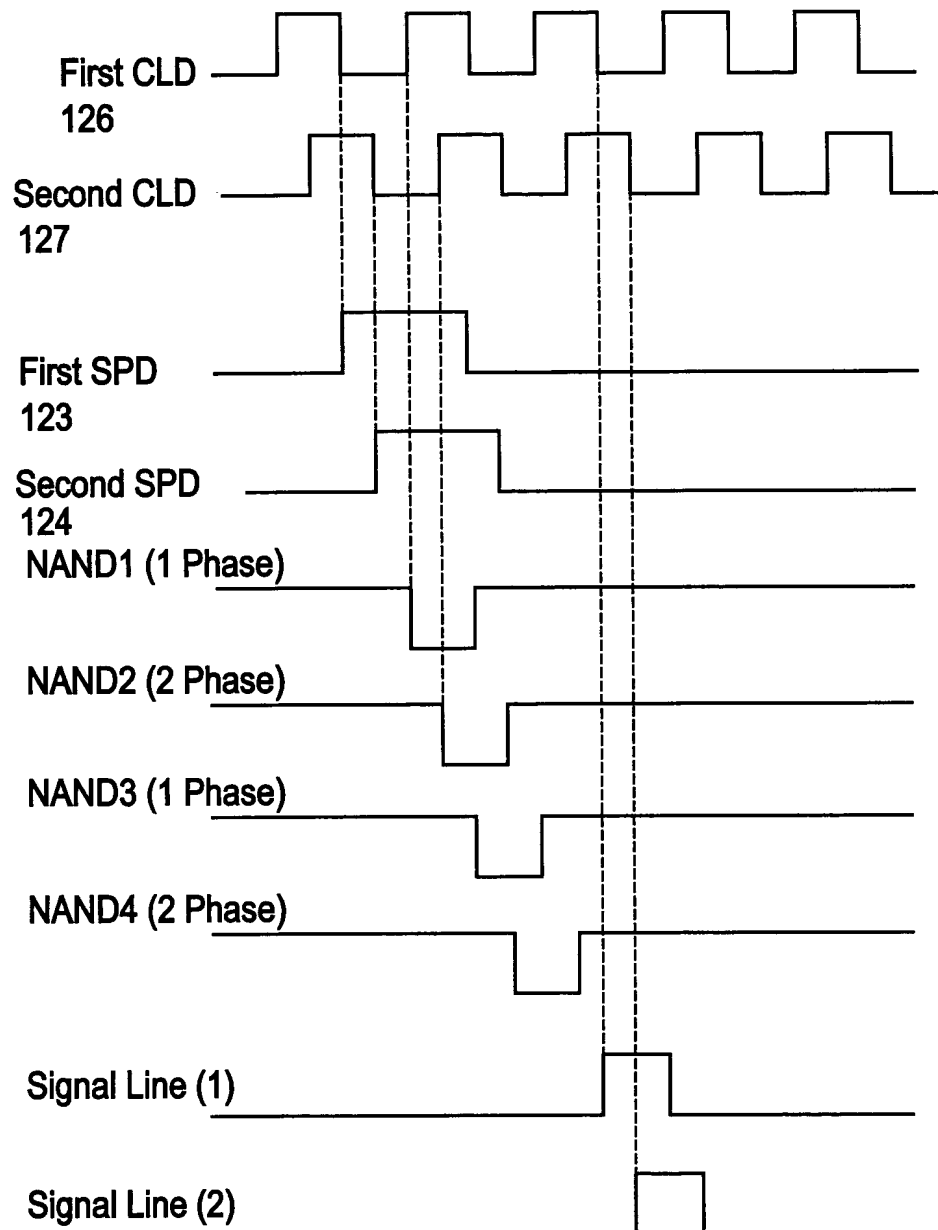 First CLD
126
Second CLD
127
First SPD
123
Second SPD
124
NAND1 (1 Phase)
NAND2 (2 Phase)
NAND3 (1 Phase)
NAND4 (2 Phase)
Signal Line (1)
Signal Line (2)